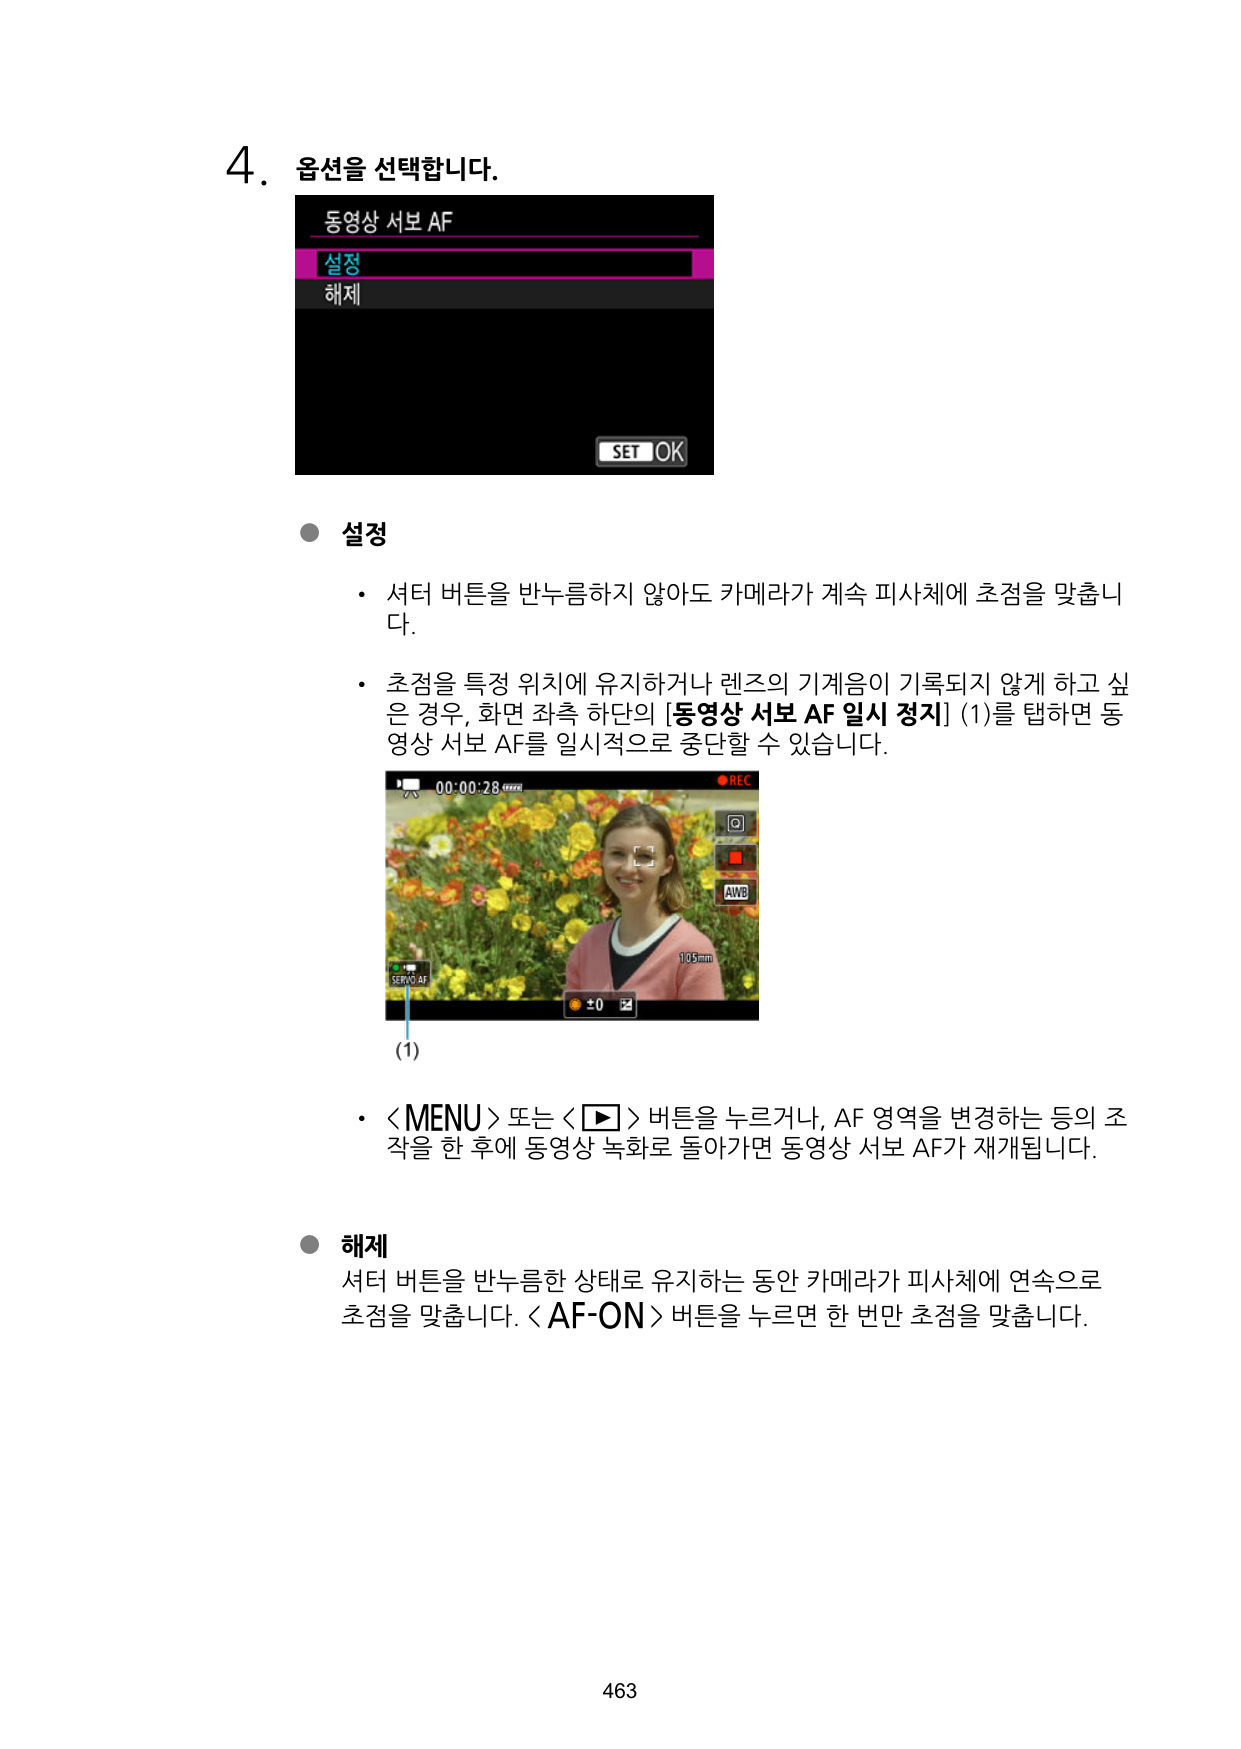 4. 옵션을 선택합니다.
동영상 서보 AF
설정
해제
SET OK
● 설정
• 셔터 버튼을 반누름하지 않아도 카메라가 계속 피사체에 초점을 맞춥니
다.
• 초점을 특정 위치에 유지하거나 렌즈의 기계음이 기록되지 않게 하고 싶
은 경우, 화면 좌측 하단의 [동영상 서보 AF 일시 정지] (1)를 탭하면 동
영상 서보 AF를 일시적으로 중단할 수 있습니다.
00:00:28 ●REC
Q
AWB
105mm
SERVO AF
±0
(1)
• <MENU> 또는 <▶> 버튼을 누르거나, AF 영역을 변경하는 등의 조
작을 한 후에 동영상 녹화로 돌아가면 동영상 서보 AF가 재개됩니다.
● 해제
셔터 버튼을 반누름한 상태로 유지하는 동안 카메라가 피사체에 연속으로
초점을 맞춥니다. <AF-ON> 버튼을 누르면 한 번만 초점을 맞춥니다.
463